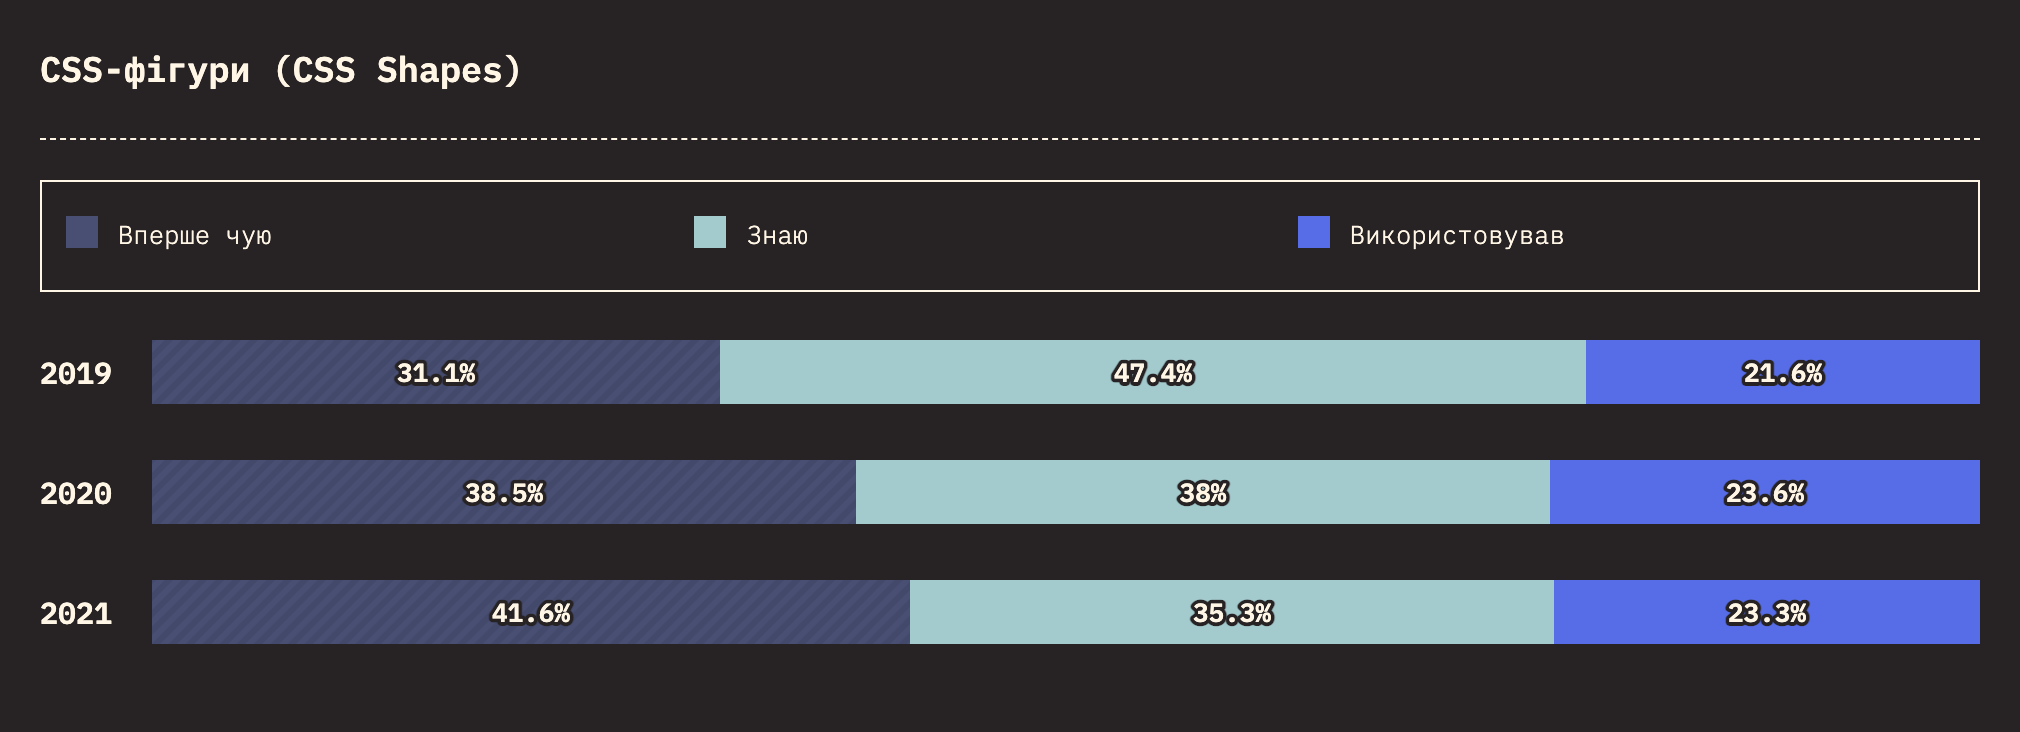 CSS-фігури (CSS Shapes)
Вперше чую Знаю Використовував
2019 31.1% 47.4% 21.6%
2020 38.5% 38% 23.6%
2021 41.6% 35.3% 23.3%